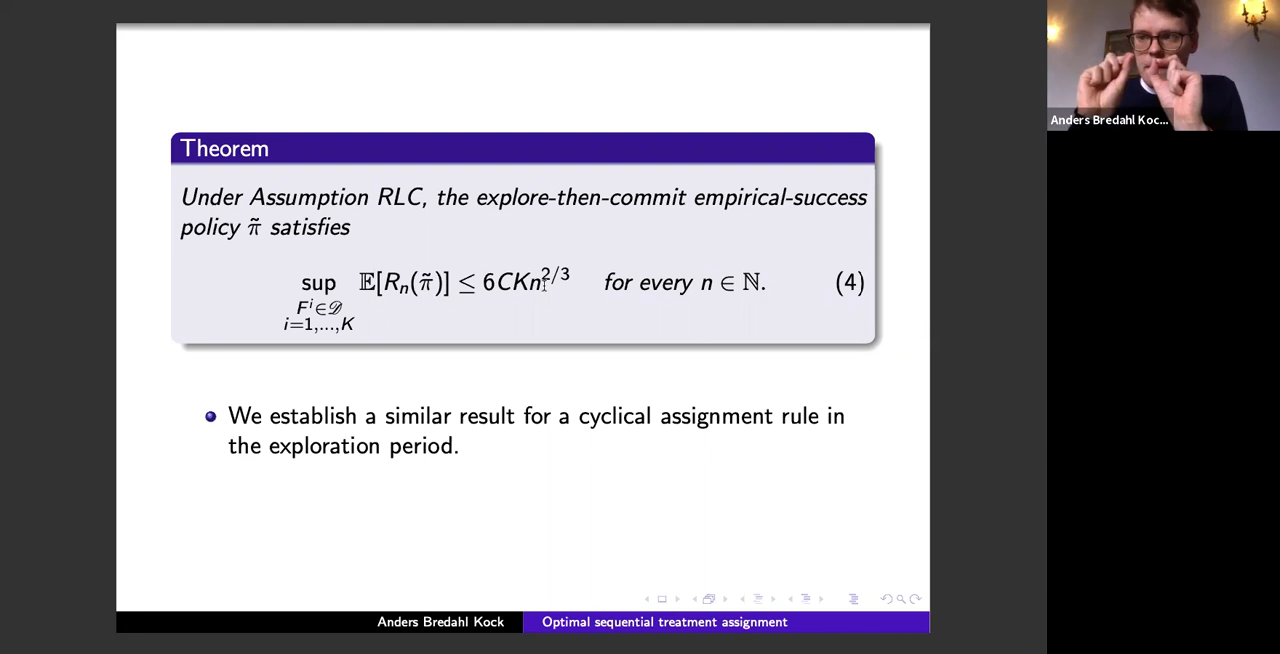 Theorem
Under Assumption RLC, the explore-then-commit empirical-success
policy π̃ satisfies
sup E[Rₙ(π̃)] ≤ 6CKn^{2/3} for every n ∈ ℕ. (4)
Fⁱ∈𝒟
i=1,...,K
We establish a similar result for a cyclical assignment rule in
the exploration period.
Anders Bredahl Kock
Optimal sequential treatment assignment
Anders Bredahl Koc...